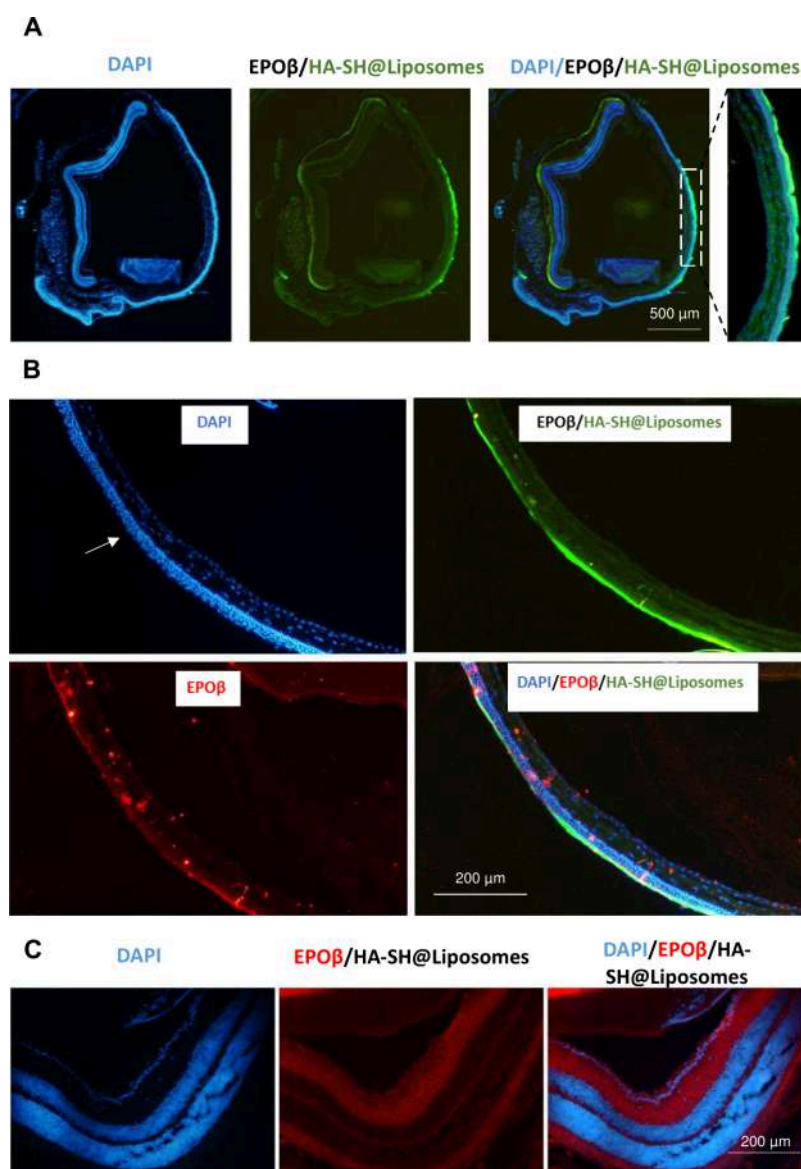 A
DAPI
EPOβ/HA-SH@Liposomes
DAPI/EPOβ/HA-SH@Liposomes
500 µm
B
DAPI
EPOβ/HA-SH@Liposomes
EPOβ
DAPI/EPOβ/HA-SH@Liposomes
200 µm
C
DAPI
EPOβ/HA-SH@Liposomes
DAPI/EPOβ/HA-
SH@Liposomes
200 µm